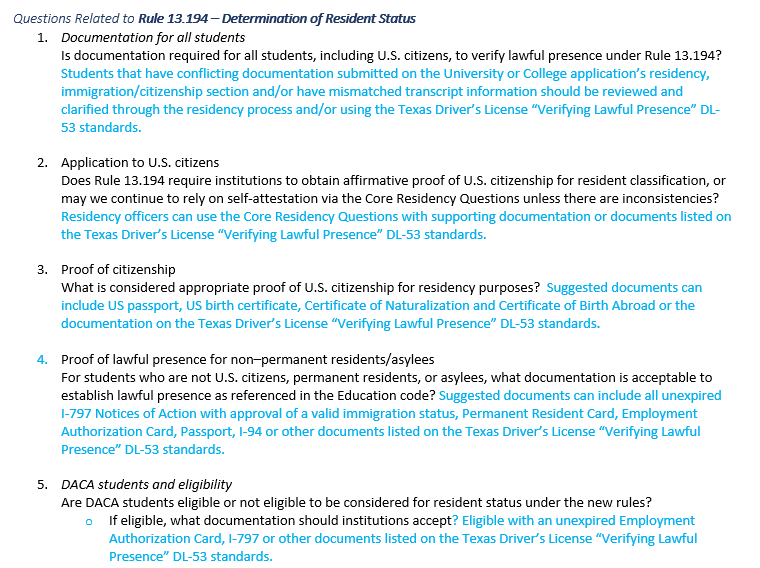 Questions Related to Rule 13.194 – Determination of Resident Status
1. Documentation for all students
Is documentation required for all students, including U.S. citizens, to verify lawful presence under Rule 13.194?
Students that have conflicting documentation submitted on the University or College application's residency,
immigration/citizenship section and/or have mismatched transcript information should be reviewed and
clarified through the residency process and/or using the Texas Driver's License "Verifying Lawful Presence" DL-
53 standards.
2. Application to U.S. citizens
Does Rule 13.194 require institutions to obtain affirmative proof of U.S. citizenship for resident classification, or
may we continue to rely on self-attestation via the Core Residency Questions unless there are inconsistencies?
Residency officers can use the Core Residency Questions with supporting documentation or documents listed on
the Texas Driver's License "Verifying Lawful Presence" DL-53 standards.
3. Proof of citizenship
What is considered appropriate proof of U.S. citizenship for residency purposes? Suggested documents can
include US passport, US birth certificate, Certificate of Naturalization and Certificate of Birth Abroad or the
documentation on the Texas Driver's License "Verifying Lawful Presence" DL-53 standards.
4. Proof of lawful presence for non–permanent residents/asylees
For students who are not U.S. citizens, permanent residents, or asylees, what documentation is acceptable to
establish lawful presence as referenced in the Education code? Suggested documents can include all unexpired
I-797 Notices of Action with approval of a valid immigration status, Permanent Resident Card, Employment
Authorization Card, Passport, I-94 or other documents listed on the Texas Driver's License "Verifying Lawful
Presence" DL-53 standards.
5. DACA students and eligibility
Are DACA students eligible or not eligible to be considered for resident status under the new rules?
o If eligible, what documentation should institutions accept? Eligible with an unexpired Employment
Authorization Card, I-797 or other documents listed on the Texas Driver's License "Verifying Lawful
Presence" DL-53 standards.